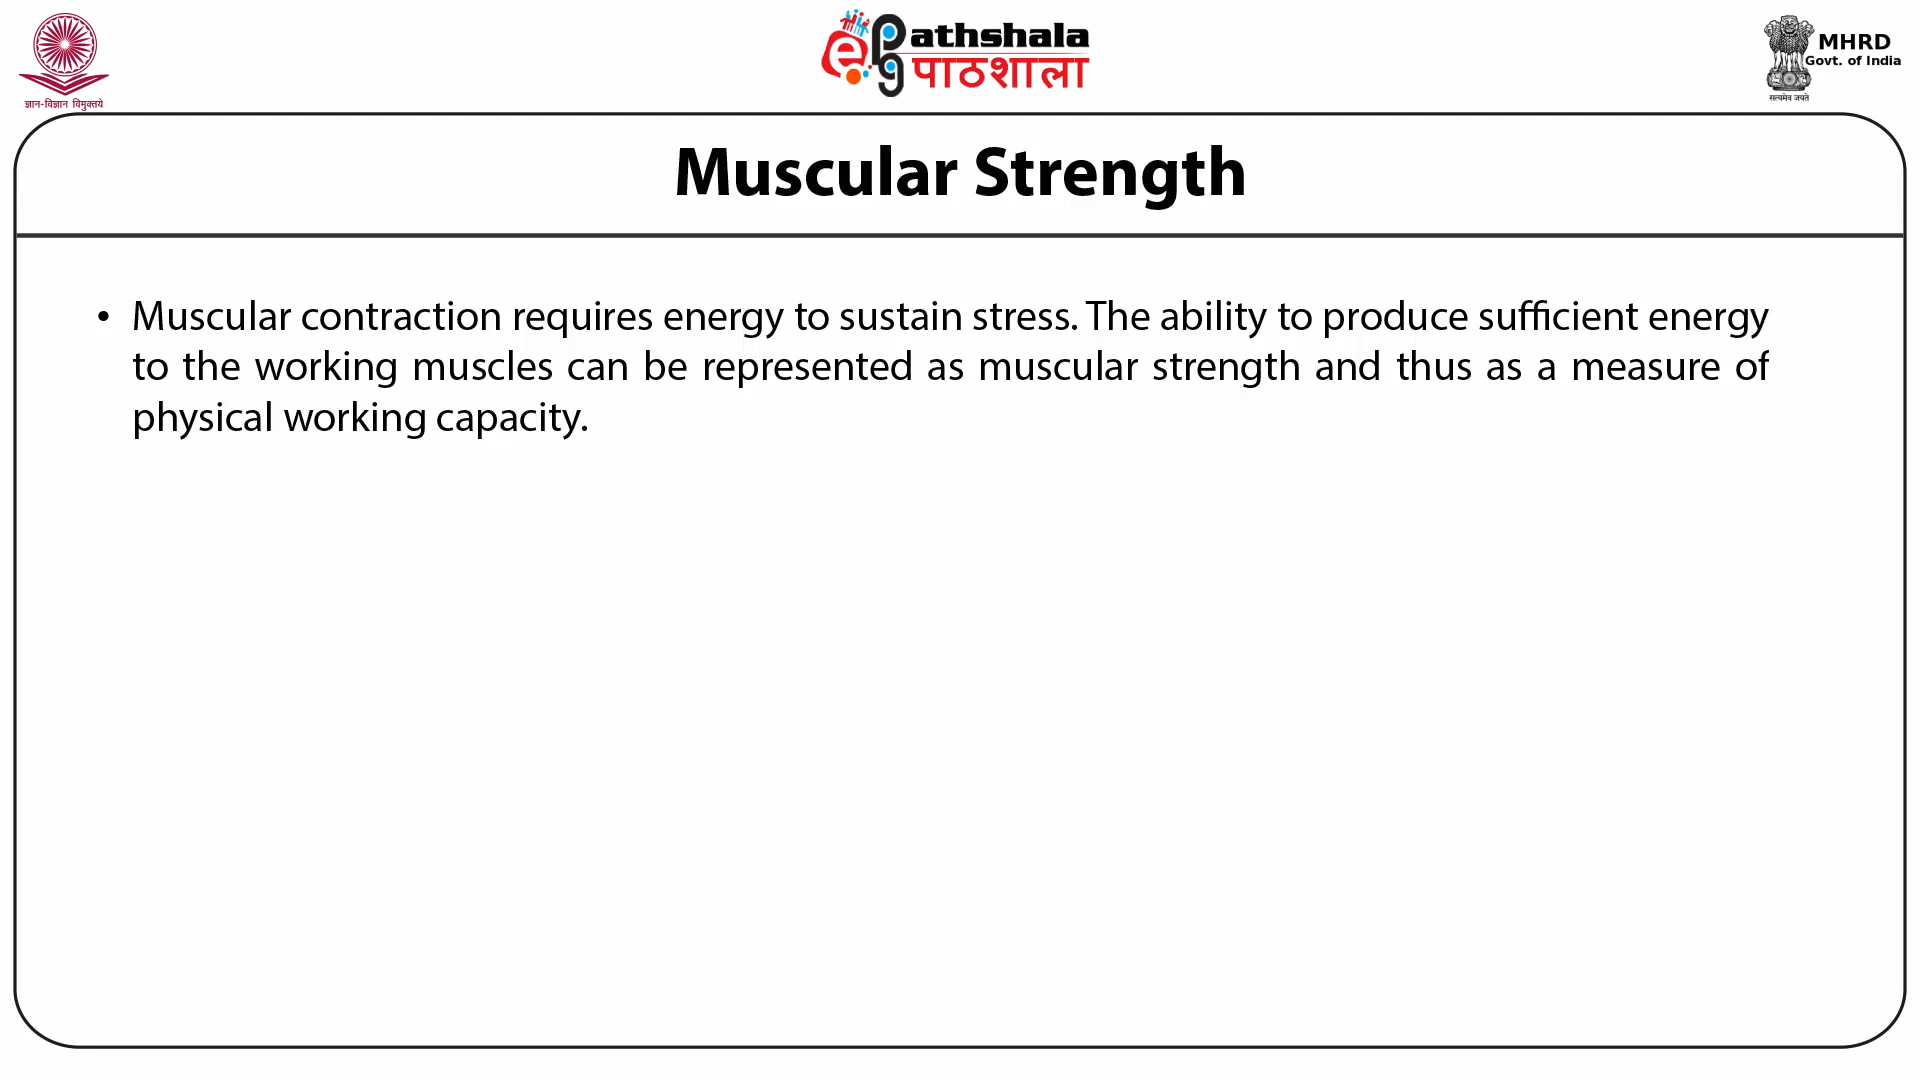 ज्ञान-विज्ञान विमुक्तये
e pg athshala
पाठशाला
MHRD
Govt. of India
सत्यमेव जयते
Muscular Strength
• Muscular contraction requires energy to sustain stress. The ability to produce sufficient energy
to the working muscles can be represented as muscular strength and thus as a measure of
physical working capacity.